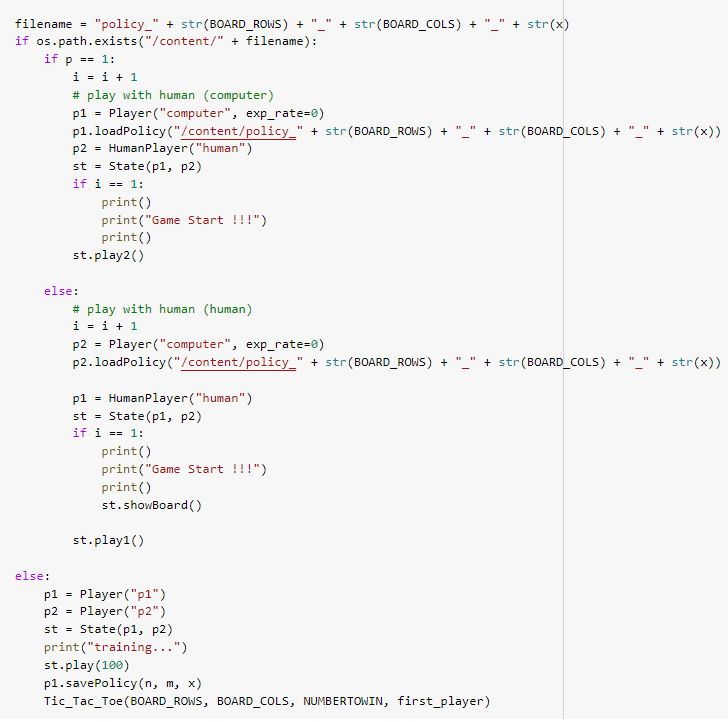 filename = "policy_" + str(BOARD_ROWS) + "_" + str(BOARD_COLS) + "_" + str(x)
if os.path.exists("/content/" + filename):
    if p == 1:
        i = i + 1
        # play with human (computer)
        p1 = Player("computer", exp_rate=0)
        p1.loadPolicy("/content/policy_" + str(BOARD_ROWS) + "_" + str(BOARD_COLS) + "_" + str(x))
        p2 = HumanPlayer("human")
        st = State(p1, p2)
        if i == 1:
            print()
            print("Game Start !!!")
            print()
        st.play2()

    else:
        # play with human (human)
        i = i + 1
        p2 = Player("computer", exp_rate=0)
        p2.loadPolicy("/content/policy_" + str(BOARD_ROWS) + "_" + str(BOARD_COLS) + "_" + str(x))

        p1 = HumanPlayer("human")
        st = State(p1, p2)
        if i == 1:
            print()
            print("Game Start !!!")
            print()
            st.showBoard()

        st.play1()

else:
    p1 = Player("p1")
    p2 = Player("p2")
    st = State(p1, p2)
    print("training...")
    st.play(100)
    p1.savePolicy(n, m, x)
    Tic_Tac_Toe(BOARD_ROWS, BOARD_COLS, NUMBERTOWIN, first_player)